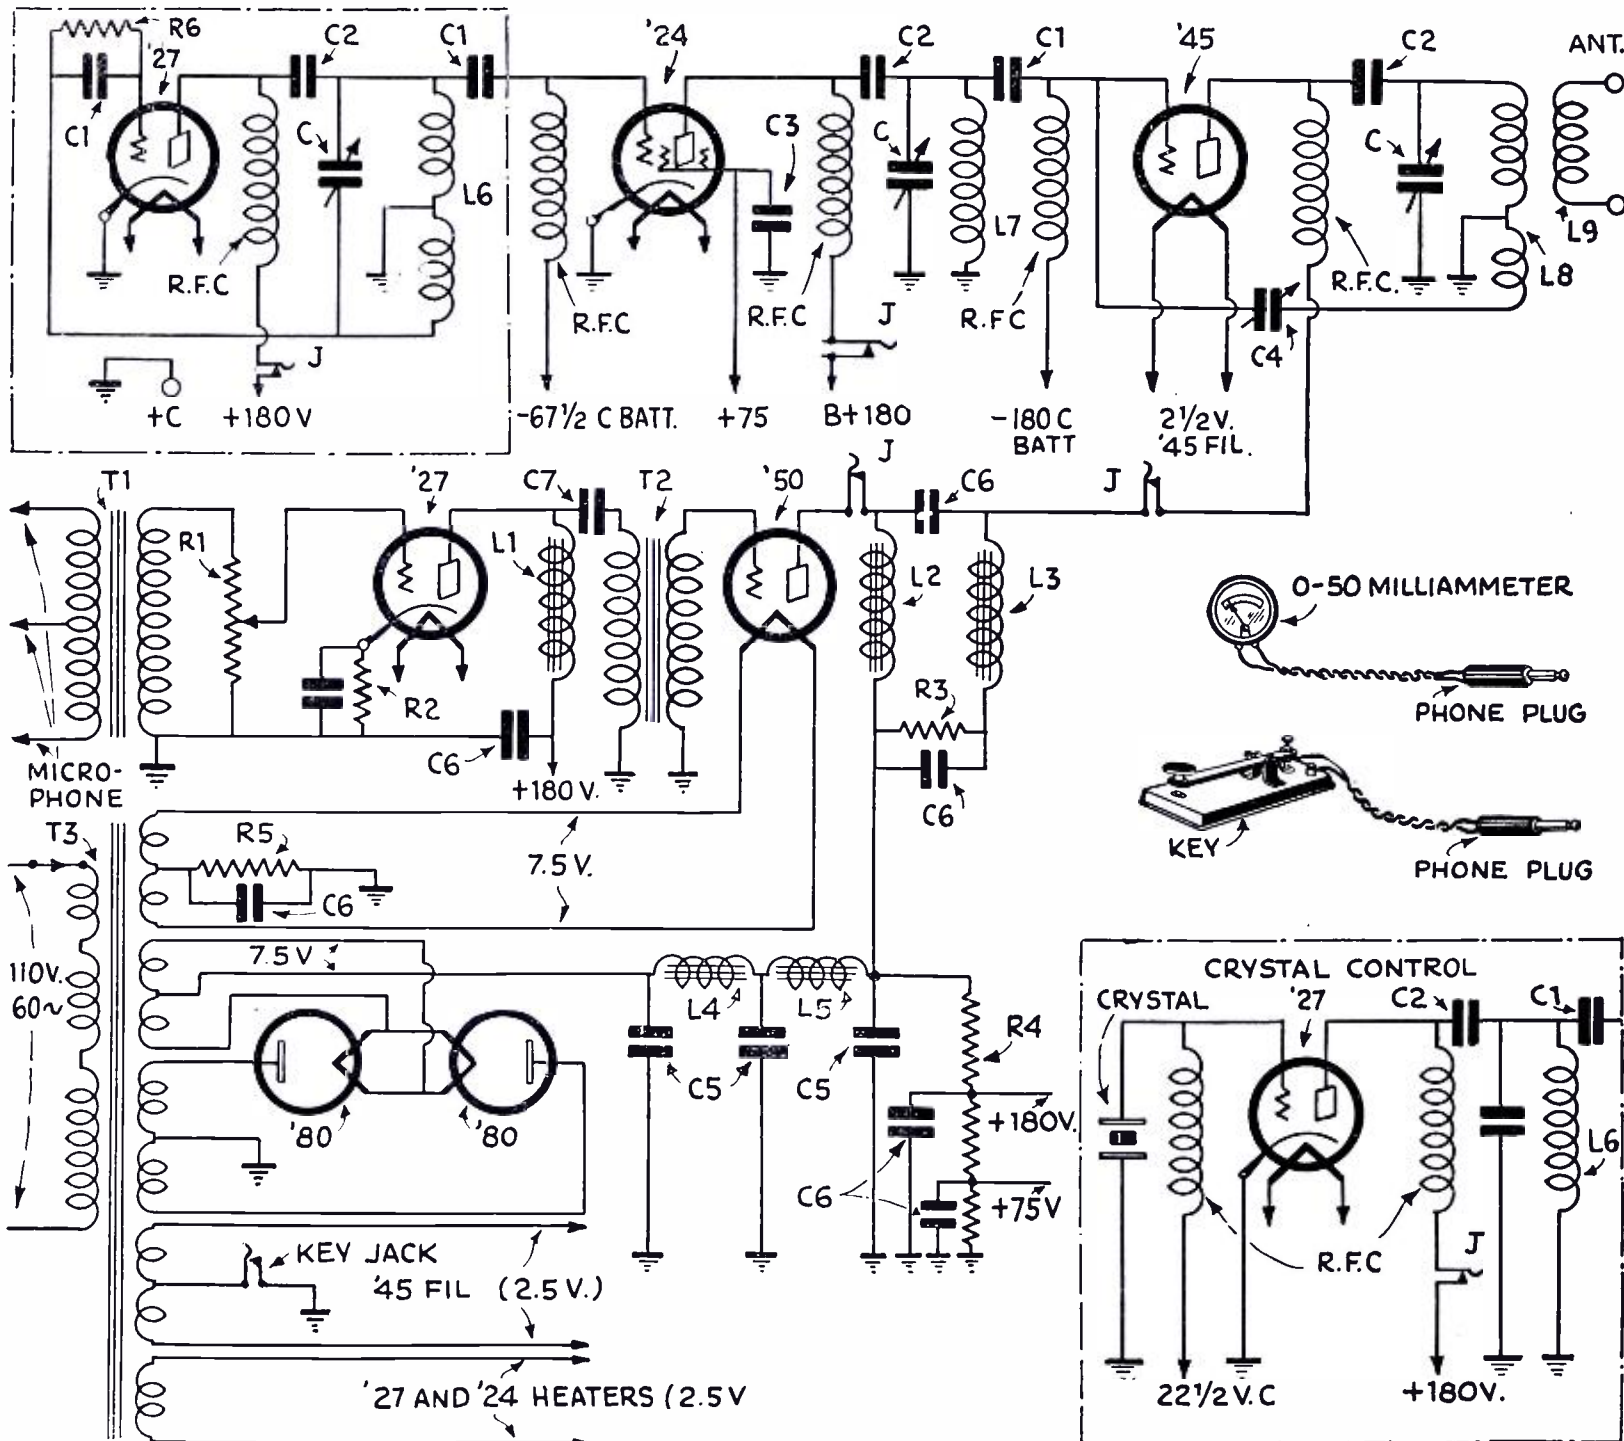 R6
'27
C2
C1
'24
C2
C1
'45
C2
ANT.
C1
C
C3
C
C
L6
L7
L9
L8
R.F.C
R.F.C
R.F.C
R.FC
R.F.C.
J
J
C4
+C
+180 V
-67½ C BATT.
+75
B+180
-180 C
BATT
2½V.
'45 FIL.
T1
'27
C7
T2
'50
J
C6
J
R1
L1
L2
L3
0-50 MILLIAMMETER
R2
R3
PHONE PLUG
C6
MICRO-
PHONE
+180 V.
C6
T3
R5
KEY
7.5 V.
PHONE PLUG
C6
7.5 V
110V.
60~
L4
L5
R4
CRYSTAL CONTROL
CRYSTAL
'27
C2
C1
C5
C5
'80
'80
+180V.
L6
C6
+75V
KEY JACK
'45 FIL (2.5 V.)
R.F.C
J
'27 AND '24 HEATERS (2.5 V
22 1/2 V. C
+180V.